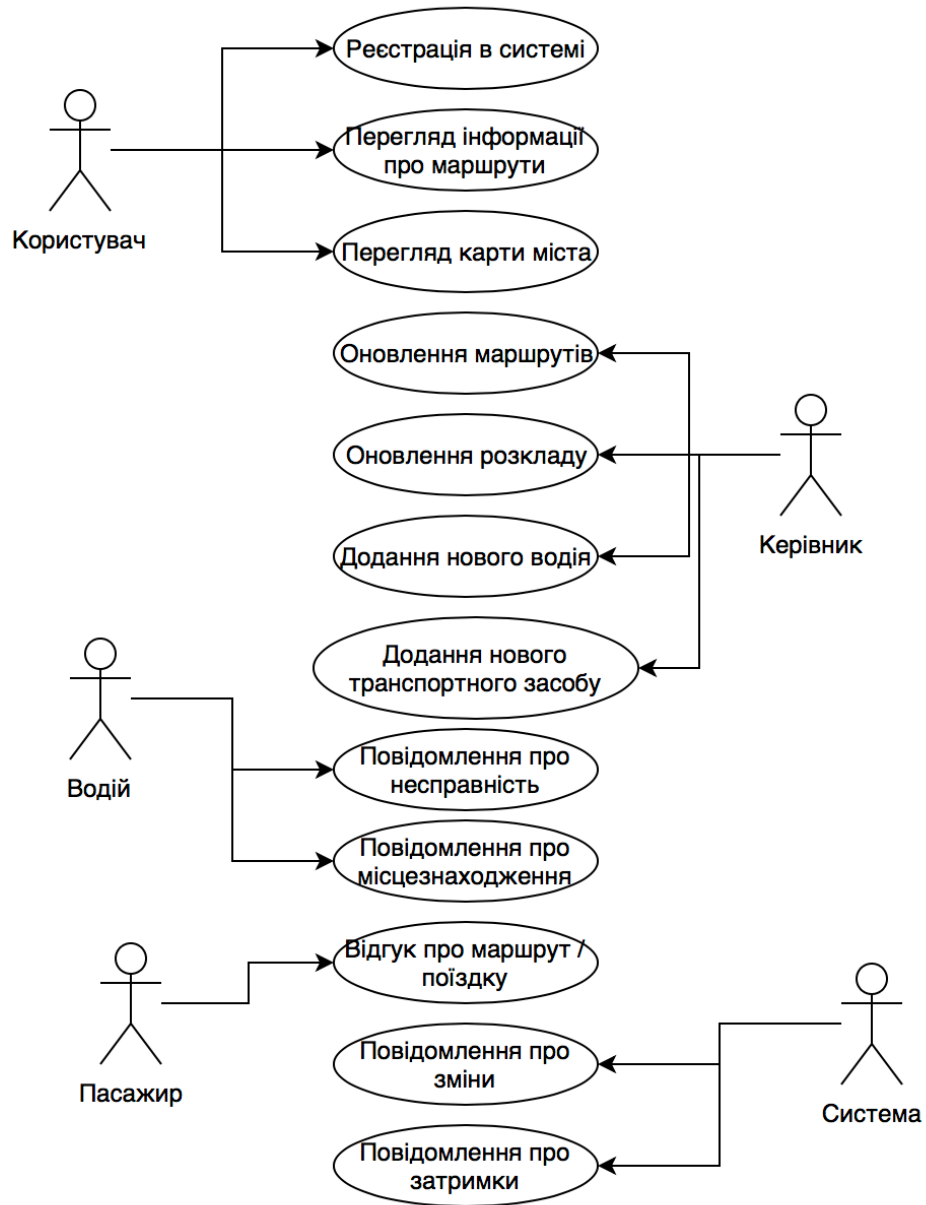 Реєстрація в системі
Перегляд інформації
про маршрути
Користувач
Перегляд карти міста
Оновлення маршрутів
Оновлення розкладу
Керівник
Додання нового водія
Додання нового
транспортного засобу
Водій
Повідомлення про
несправність
Повідомлення про
місцезнаходження
Відгук про маршрут /
поїздку
Пасажир
Повідомлення про
зміни
Система
Повідомлення про
затримки